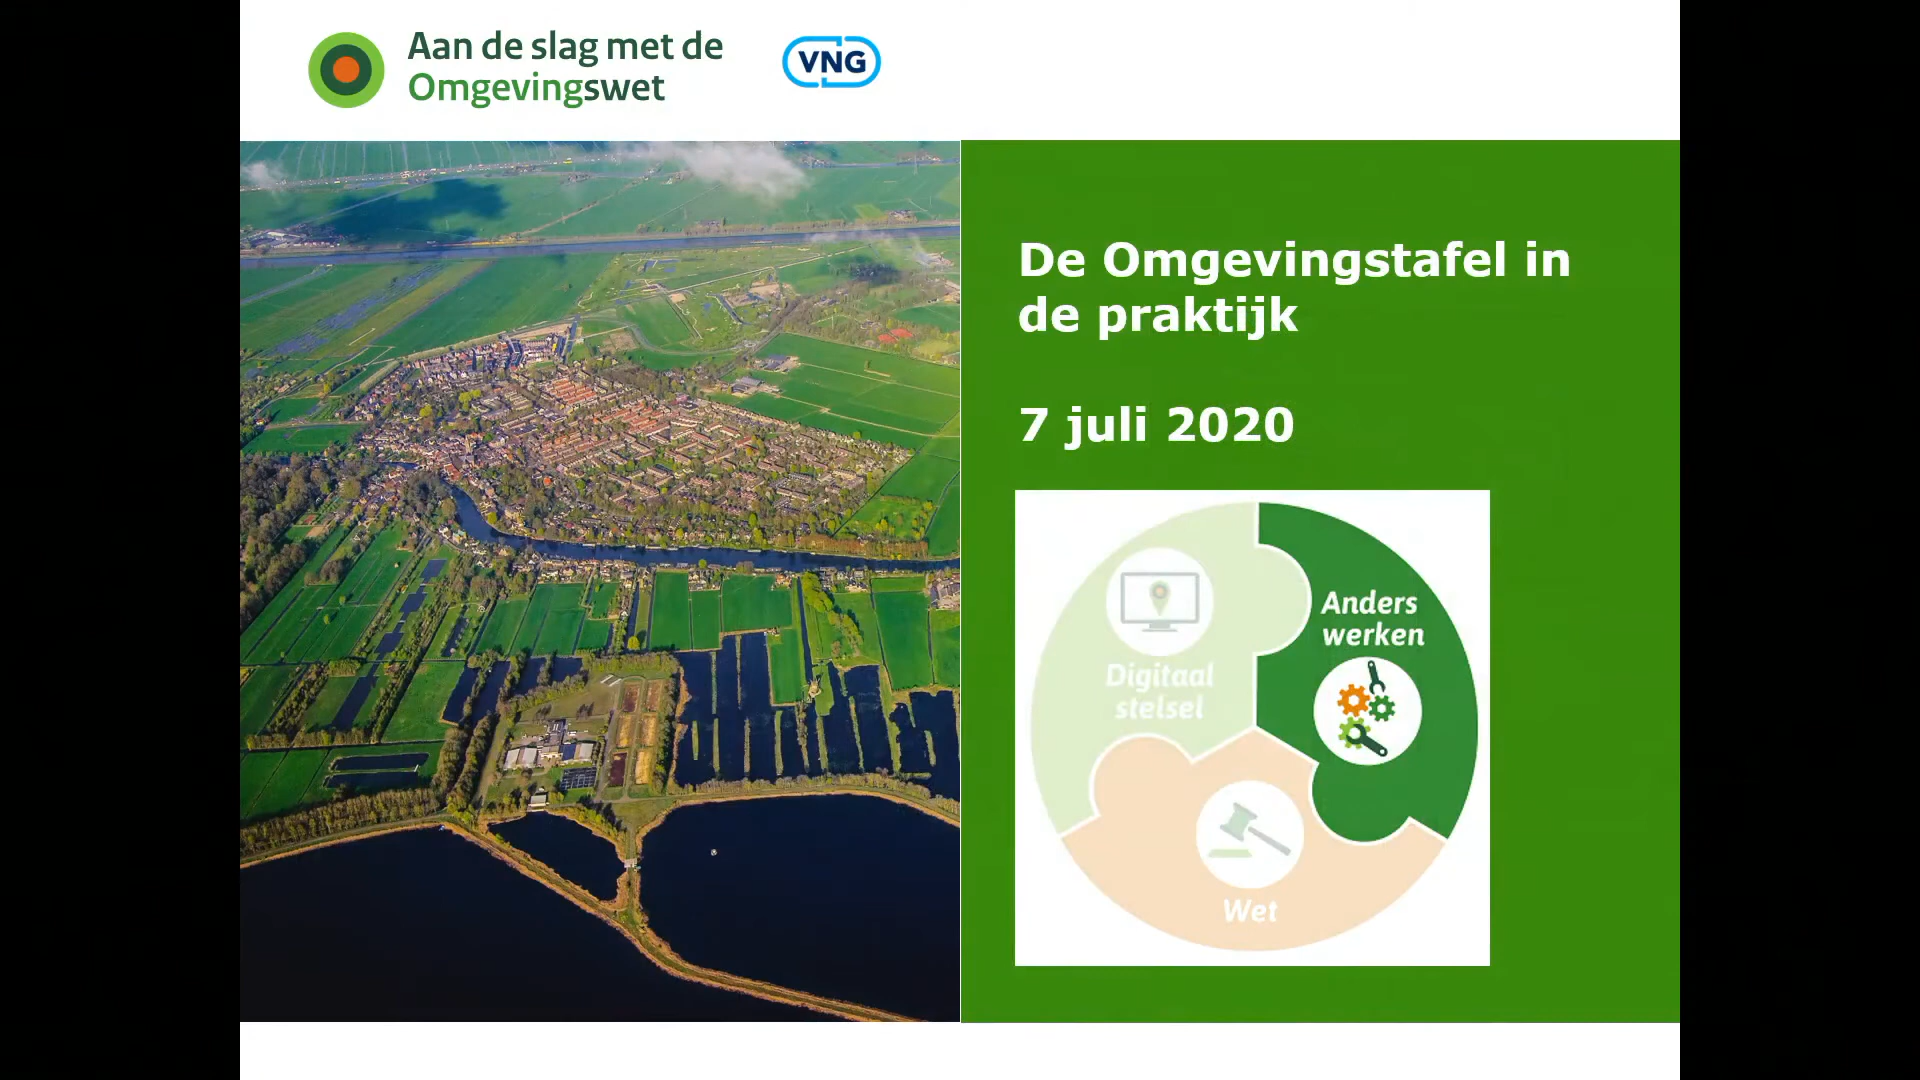 Aan de slag met de
Omgevingswet
VNG
De Omgevingstafel in
de praktijk
7 juli 2020
Anders
werken
Digitaal
stelsel
Wet